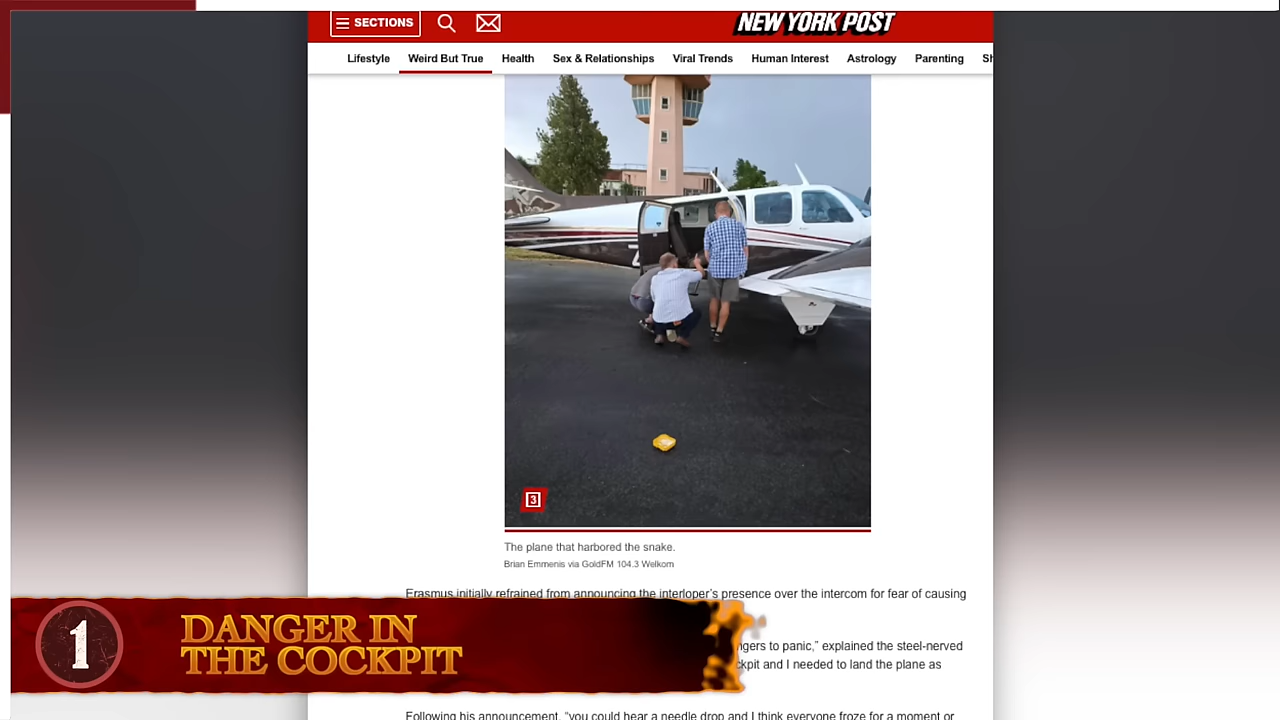 SECTIONS
NEW YORK POST
Lifestyle Weird But True Health Sex & Relationships Viral Trends Human Interest Astrology Parenting
3
The plane that harbored the snake.
Brian Emmenis via GoldFM 104.3 Welkom
Erasmus initially refrained from announcing the interloper's presence over the intercom for fear of causing
to panic,” explained the steel-nerved
and I needed to land the plane as
Following his announcement, “you could hear a needle drop and I think everyone froze for a moment or
1
DANGER IN
THE COCKPIT